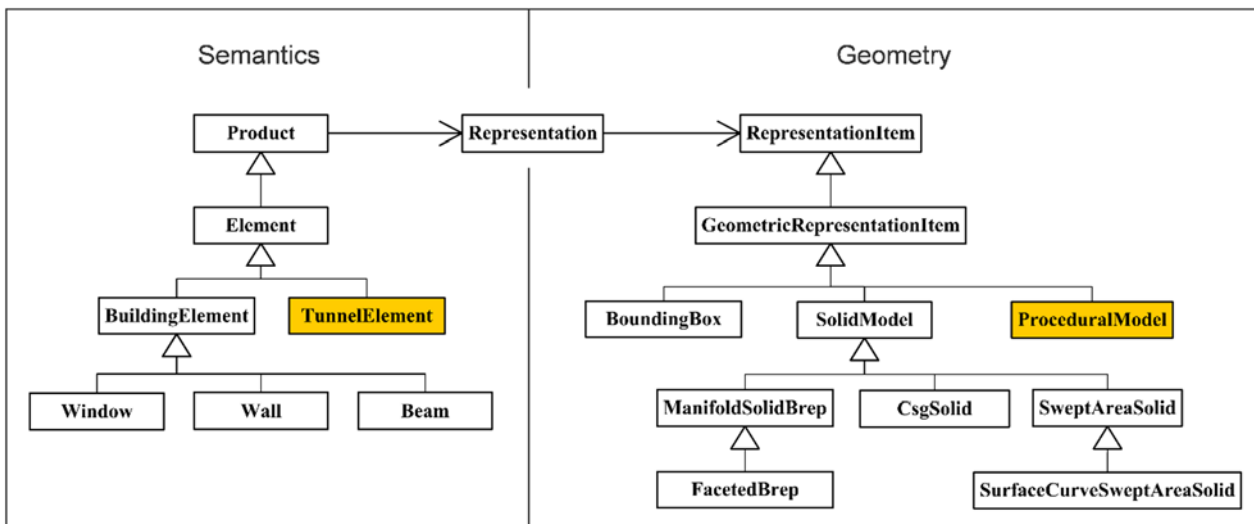 Semantics
Geometry
Product
Representation
RepresentationItem
Element
GeometricRepresentationItem
BuildingElement
TunnelElement
BoundingBox
SolidModel
ProceduralModel
Window
Wall
Beam
ManifoldSolidBrep
CsgSolid
SweptAreaSolid
FacetedBrep
SurfaceCurveSweptAreaSolid